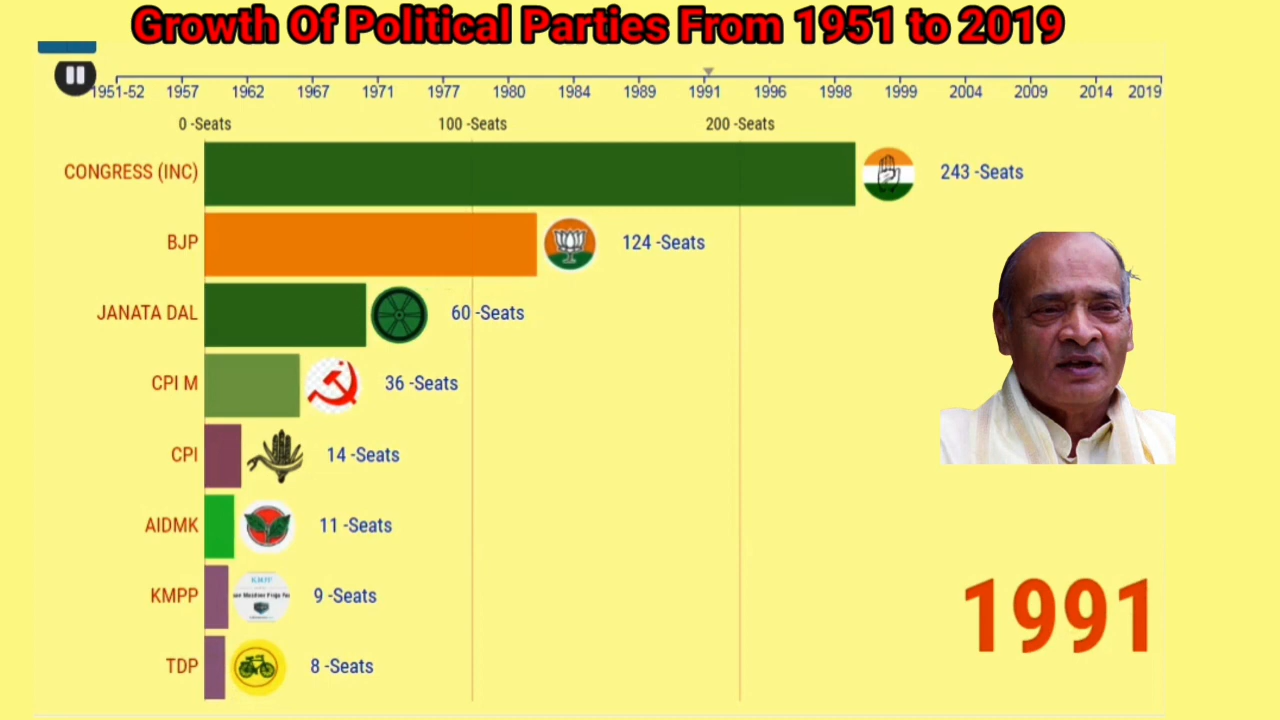 Growth Of Political Parties From 1951 to 2019
1951-52 1957 1962 1967 1971 1977 1980 1984 1989 1991 1996 1998 1999 2004 2009 2014 2019
0 -Seats 100 -Seats 200 -Seats
CONGRESS (INC) 243 -Seats
BJP 124 -Seats
JANATA DAL 60 -Seats
CPI M 36 -Seats
CPI 14 -Seats
AIDMK 11 -Seats
KMPP 9 -Seats
TDP 8 -Seats
1991